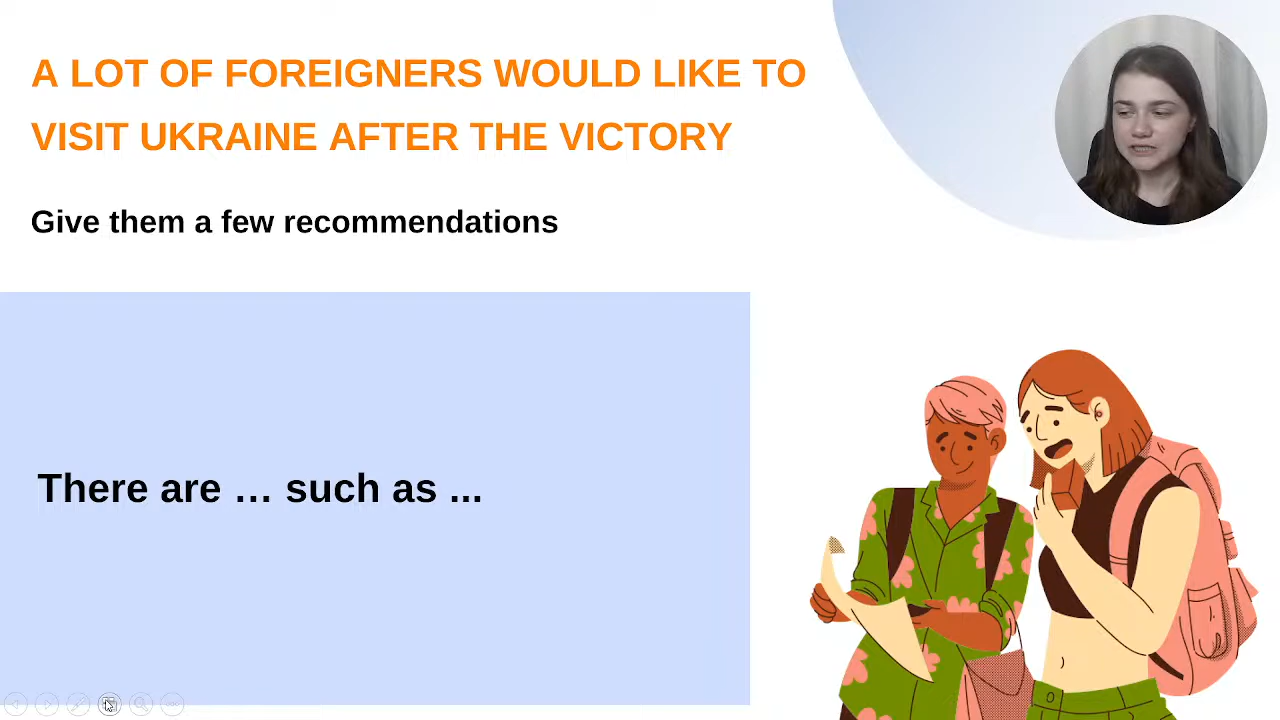 A LOT OF FOREIGNERS WOULD LIKE TO
VISIT UKRAINE AFTER THE VICTORY
Give them a few recommendations
There are … such as ...